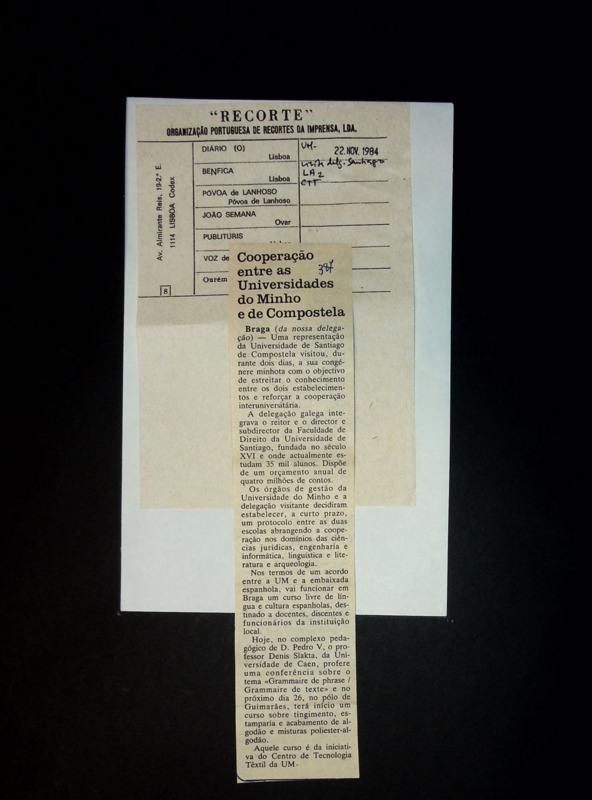 "RECORTE"
ORGANIZAÇÃO PORTUGUESA DE RECORTES DA IMPRENSA, LDA.
Av. Almirante Reis, 19-2.º E.
1114 LISBOA Codex
8
DIÁRIO (O)
Lisboa
BENFICA
Lisboa
POVOA de LANHOSO
Póvoa de Lanhoso
JOÃO SEMANA
Ovar
PUBLITURIS
VOZ de
Ourém
UM-
22. NOV. 1984
visita deleg. Santiago
LA2
CTT
Cooperação
entre as 387
Universidades
do Minho
e de Compostela
Braga (da nossa delega-
ção) — Uma representação
da Universidade de Santiago
de Compostela visitou, du-
rante dois dias, a sua congé-
nere minhota com o objectivo
de estreitar o conhecimento
entre os dois estabelecimen-
tos e reforçar a cooperação
interuniversitária.
A delegação galega inte-
grava o reitor e o director e
subdirector da Faculdade de
Direito da Universidade de
Santiago, fundada no século
XVI e onde actualmente es-
tudam 35 mil alunos. Dispõe
de um orçamento anual de
quatro milhões de contos.
Os órgãos de gestão da
Universidade do Minho e a
delegação visitante decidiram
estabelecer, a curto prazo,
um protocolo entre as duas
escolas abrangendo a coope-
ração nos domínios das ciên-
cias jurídicas, engenharia e
informática, linguística e lite-
ratura e arqueologia.
Nos termos de um acordo
entre a UM e a embaixada
espanhola, vai funcionar em
Braga um curso livre de lín-
gua e cultura espanholas, des-
tinado a docentes, discentes e
funcionários da instituição
local.
Hoje, no complexo peda-
gógico de D. Pedro V, o pro-
fessor Denis Slakta, da Uni-
versidade de Caen, profere
uma conferência sobre o
tema «Grammaire de phrase /
Grammaire de texte» e no
próximo dia 26, no pólo de
Guimarães, terá início um
curso sobre tingimento, es-
tamparia e acabamento de al-
godão e misturas poliester-al-
godão.
Aquele curso é da iniciati-
va do Centro de Tecnologia
Têxtil da UM.